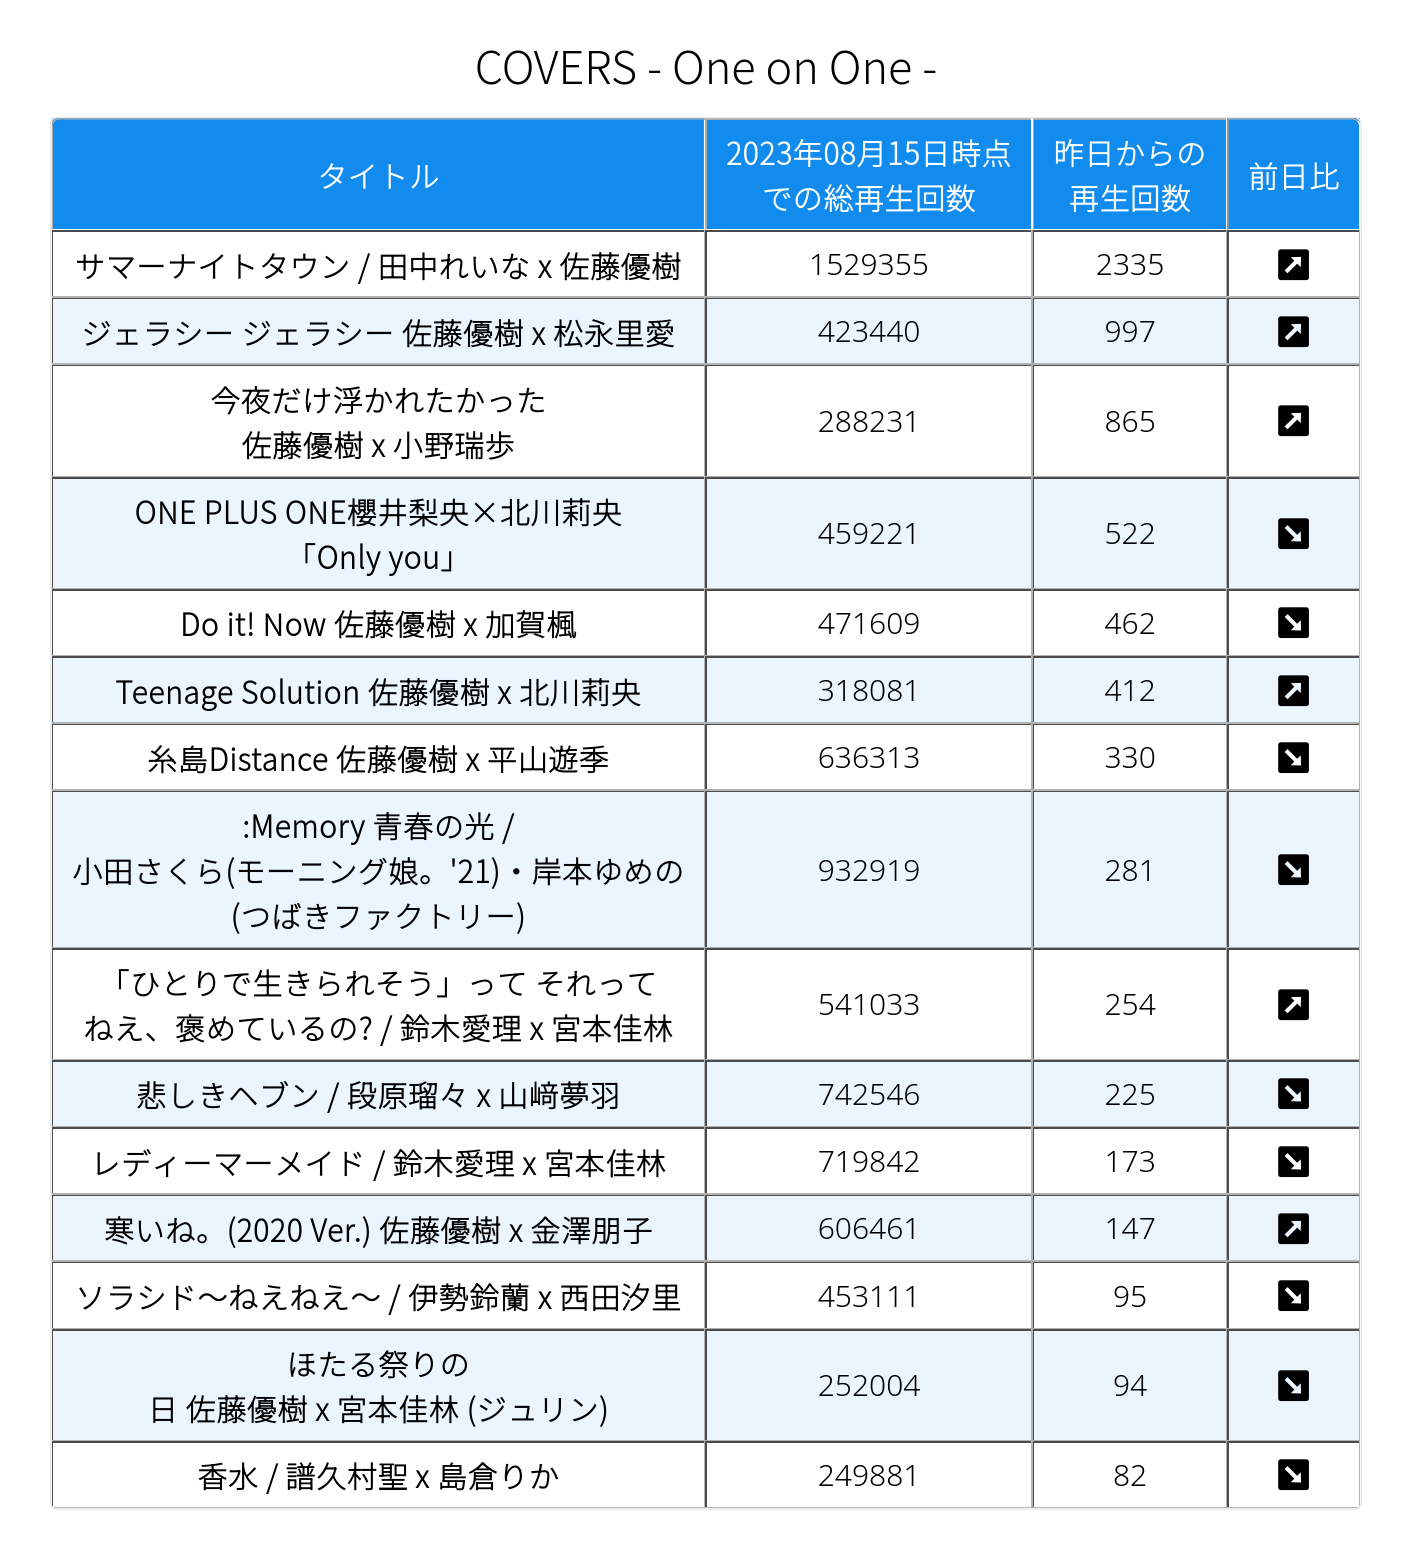 COVERS - One on One -
タイトル
2023年08月15日時点
での総再生回数
昨日からの
再生回数
前日比
サマーナイトタウン / 田中れいな x 佐藤優樹
1529355
2335
ジェラシー ジェラシー 佐藤優樹 x 松永里愛
423440
997
今夜だけ浮かれたかった
佐藤優樹 x 小野瑞歩
288231
865
ONE PLUS ONE櫻井梨央×北川莉央
「Only you」
459221
522
Do it! Now 佐藤優樹 x 加賀楓
471609
462
Teenage Solution 佐藤優樹 x 北川莉央
318081
412
糸島Distance 佐藤優樹 x 平山遊季
636313
330
:Memory 青春の光 /
小田さくら(モーニング娘。'21)・岸本ゆめの
(つばきファクトリー)
932919
281
「ひとりで生きられそう」って それって
ねえ、褒めているの? / 鈴木愛理 x 宮本佳林
541033
254
悲しきヘブン / 段原瑠々 x 山﨑夢羽
742546
225
レディーマーメイド / 鈴木愛理 x 宮本佳林
719842
173
寒いね。(2020 Ver.) 佐藤優樹 x 金澤朋子
606461
147
ソラシド〜ねえねえ〜 / 伊勢鈴蘭 x 西田汐里
453111
95
ほたる祭りの
日 佐藤優樹 x 宮本佳林 (ジュリン)
252004
94
香水 / 譜久村聖 x 島倉りか
249881
82